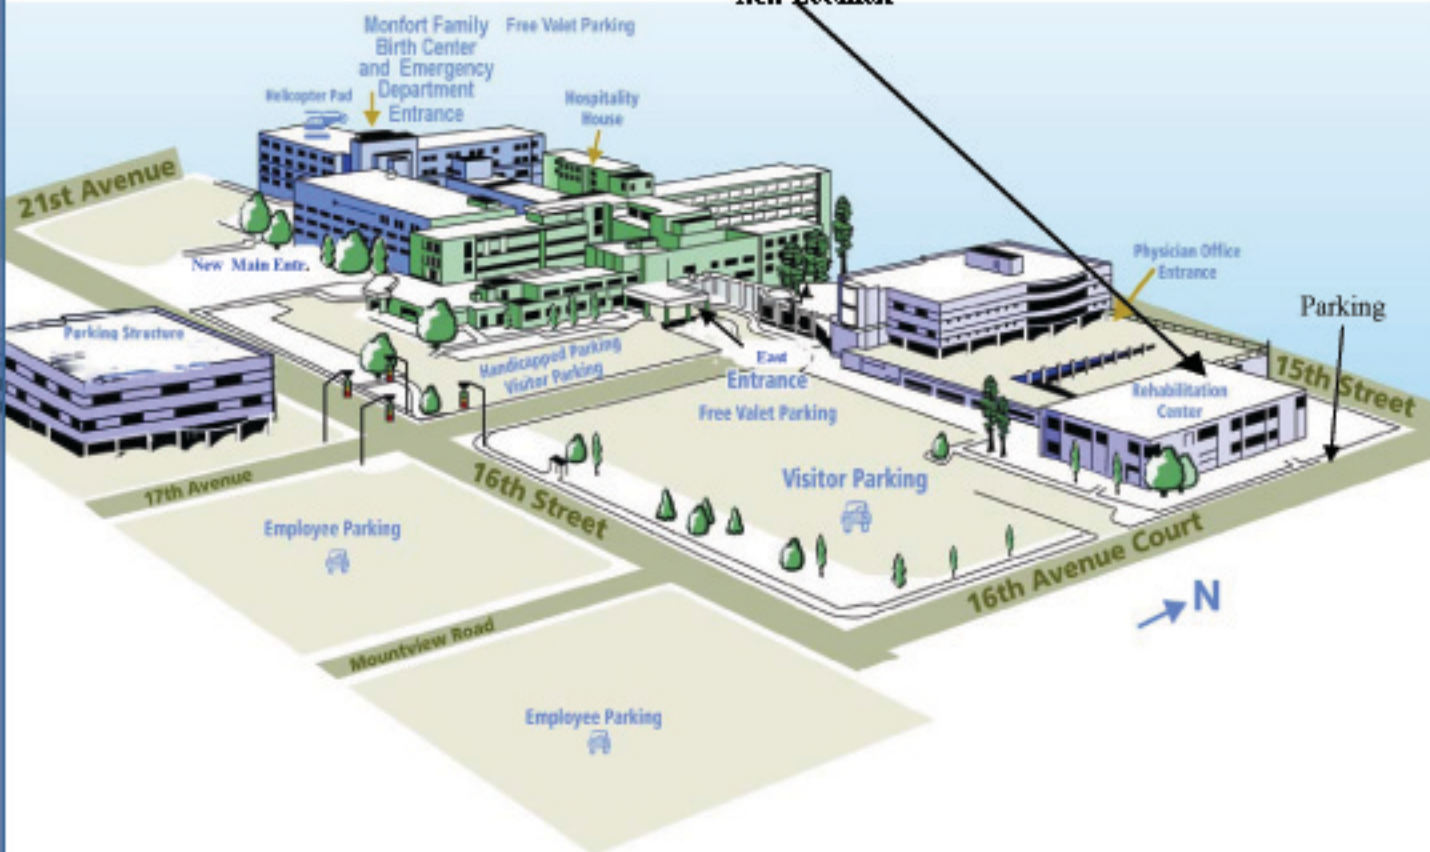 Monfort Family
Birth Center
and Emergency
Department
Entrance
Free Valet Parking
Helicopter Pad
Hospitality
House
21st Avenue
New Main Entr.
Physician Office
Entrance
Parking
Parking Structure
Handicapped Parking
Visitor Parking
East
Entrance
Free Valet Parking
Rehabilitation
Center
15th Street
Visitor Parking
17th Avenue
16th Street
Employee Parking
16th Avenue Court
N
Mountview Road
Employee Parking